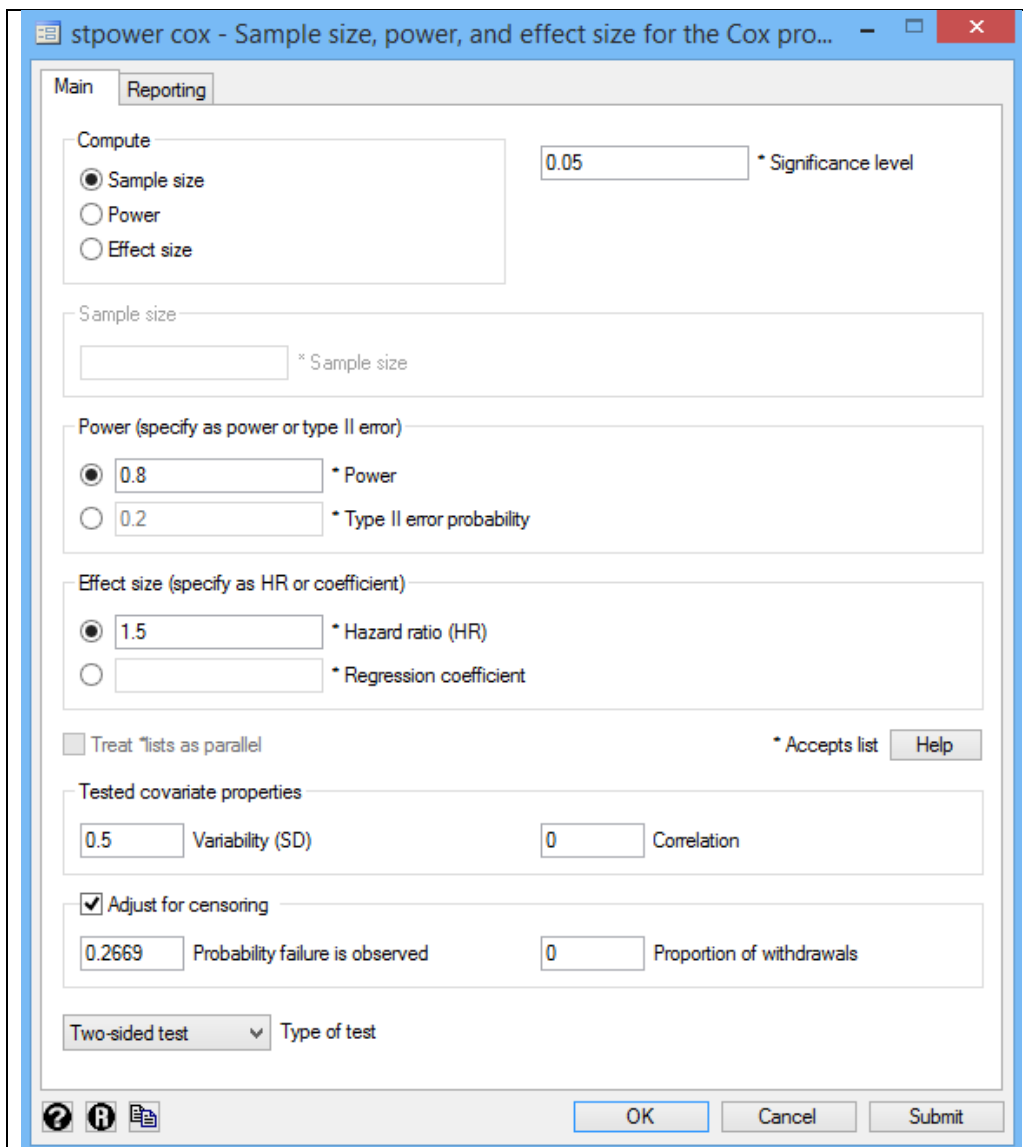 stpower cox - Sample size, power, and effect size for the Cox pro...
Main Reporting
Compute
Sample size
Power
Effect size
0.05 * Significance level
Sample size
* Sample size
Power (specify as power or type II error)
0.8 * Power
0.2 * Type II error probability
Effect size (specify as HR or coefficient)
1.5 * Hazard ratio (HR)
* Regression coefficient
Treat *lists as parallel * Accepts list Help
Tested covariate properties
0.5 Variability (SD) 0 Correlation
Adjust for censoring
0.2669 Probability failure is observed 0 Proportion of withdrawals
Two-sided test Type of test
? R OK Cancel Submit